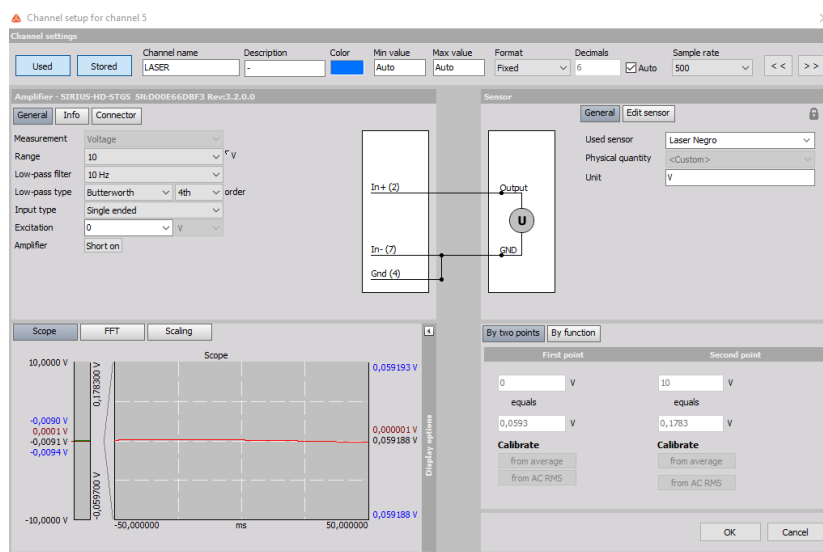 Channel setup for channel 5
Channel settings
Used Stored Channel name LASER Description - Color Min value Auto Max value Auto Format Fixed Decimals 6 Auto Sample rate 500 << >>
Amplifier - SIRIUS-HD-STGS SN:D00E66DBF3 Rev:3.2.0.0
General Info Connector
Measurement Voltage
Range 10 V
Low-pass filter 10 Hz
Low-pass type Butterworth 4th order
Input type Single ended
Excitation 0 V
Amplifier Short on
In+ (2)
In- (7)
Gnd (4)
Sensor
General Edit sensor
Output
U
GND
Used sensor Laser Negro
Physical quantity <Custom>
Unit V
Scope FFT Scaling
Scope
10,0000 V
-0,0090 V
0,0001 V
-0,0091 V
-0,0094 V
-10,0000 V
0,178300 V
-0,059700 V
0,059193 V
0,000001 V
0,059188 V
0,059188 V
-50,000000 ms 50,000000
Display options
By two points By function
First point Second point
0 V 10 V
equals equals
0,0593 V 0,1783 V
Calibrate Calibrate
from average from average
from AC RMS from AC RMS
OK Cancel